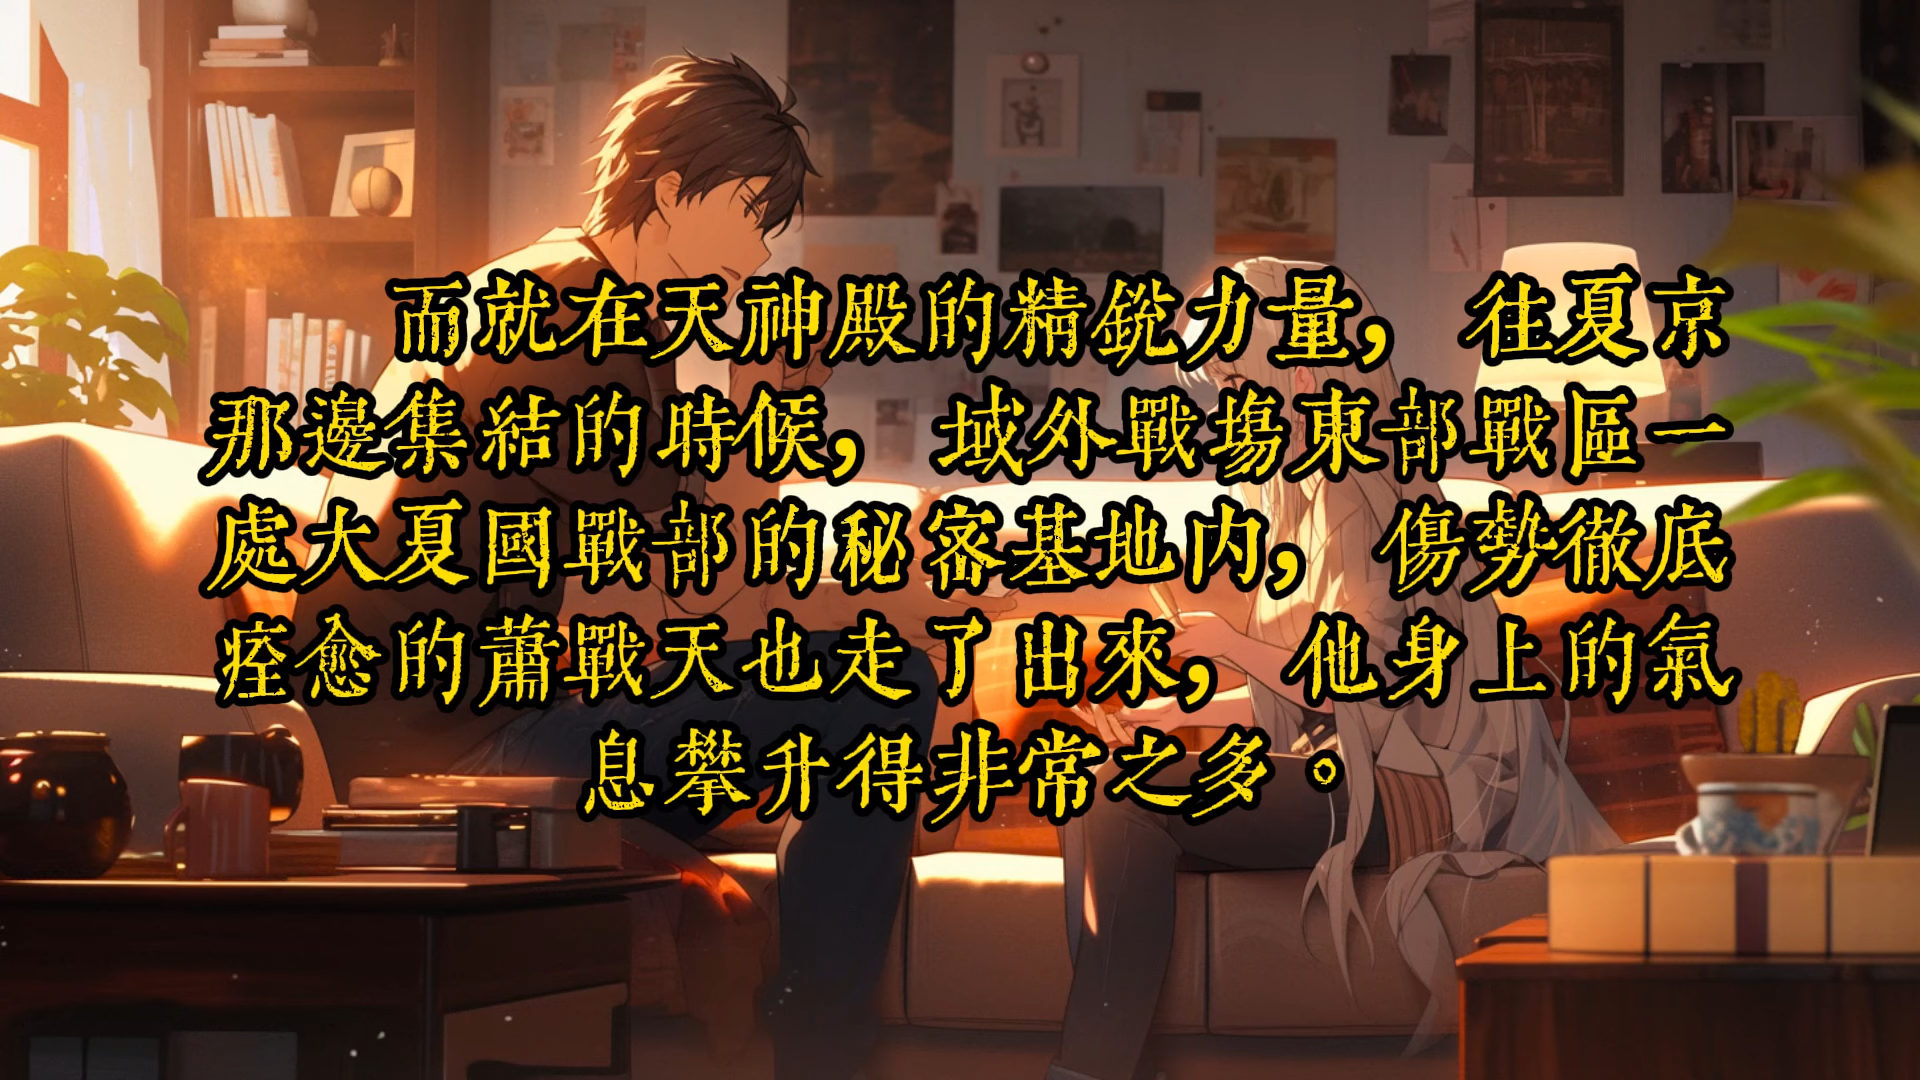 而就在天神殿的精銳力量，往夏京
那邊集結的時候，域外戰場東部戰區一
處大夏國戰部的秘密基地内，傷勢徹底
痊愈的蕭戰天也走了出來，他身上的氣
息攀升得非常之多。